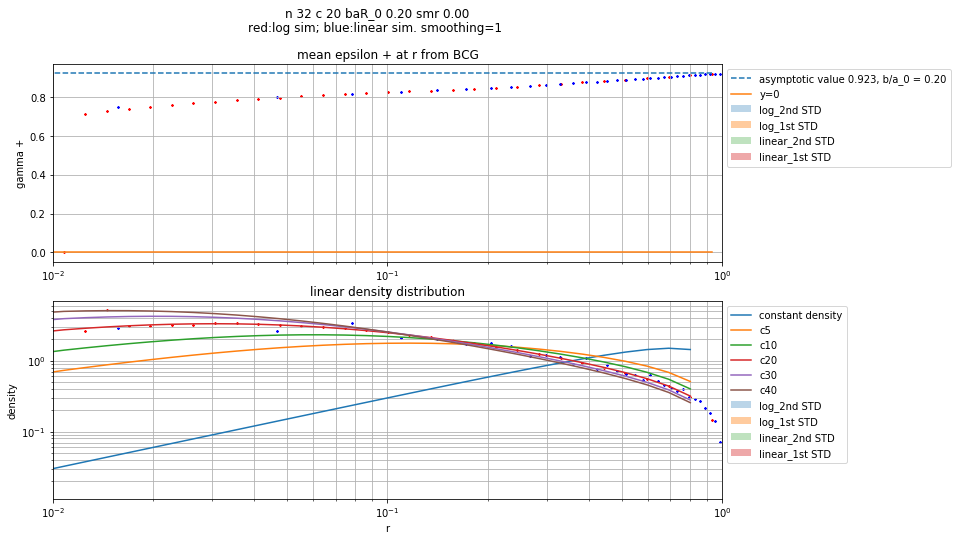 n 32 c 20 baR_0 0.20 smr 0.00
red:log sim; blue:linear sim. smoothing=1
mean epsilon + at r from BCG
gamma +
0.8
0.6
0.4
0.2
0.0
10⁻²
10⁻¹
10⁰
asymptotic value 0.923, b/a_0 = 0.20
y=0
log_2nd STD
log_1st STD
linear_2nd STD
linear_1st STD
linear density distribution
density
10⁰
10⁻¹
10⁻²
10⁻¹
10⁰
r
constant density
c5
c10
c20
c30
c40
log_2nd STD
log_1st STD
linear_2nd STD
linear_1st STD